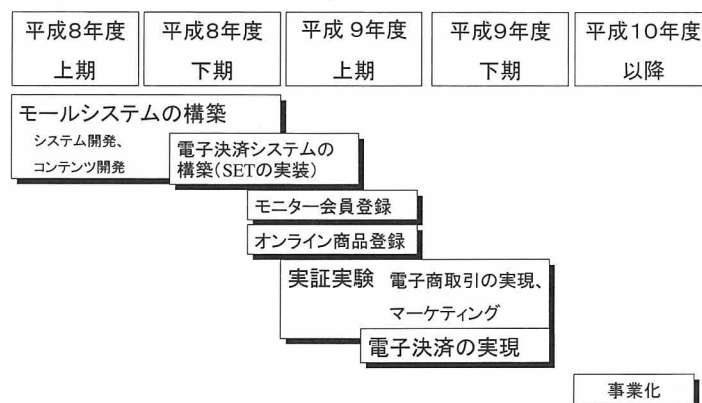 平成8年度
上期
平成8年度
下期
平成 9年度
上期
平成9年度
下期
平成10年度
以降
モールシステムの構築
システム開発、
コンテンツ開発
電子決済システムの
構築(SETの実装)
モニター会員登録
オンライン商品登録
実証実験 電子商取引の実現、
マーケティング
電子決済の実現
事業化